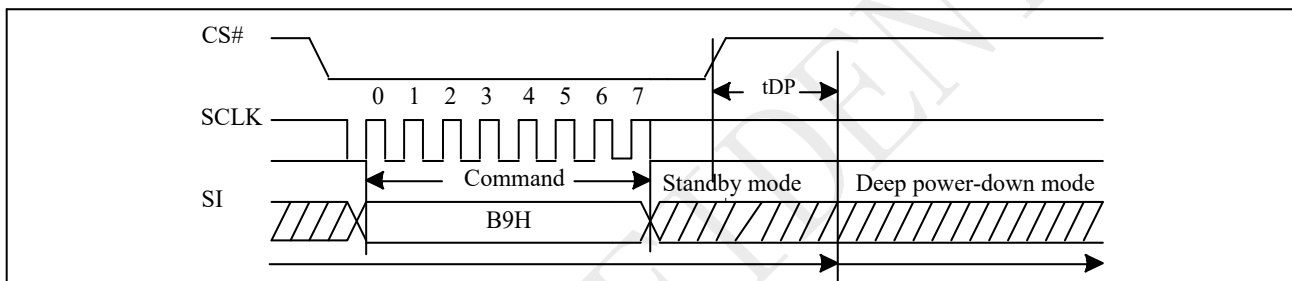 CS#
tDP
0 1 2 3 4 5 6 7
SCLK
Command
Standby mode
Deep power-down mode
SI
B9H